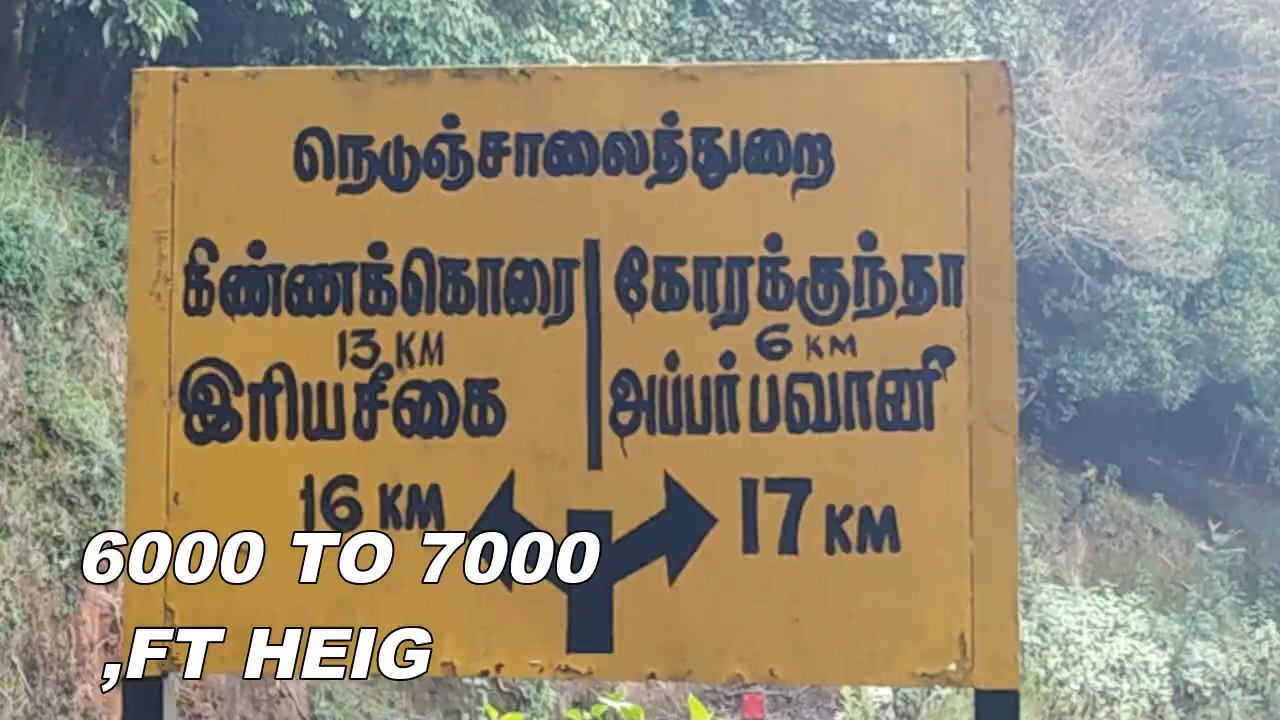 நெடுஞ்சாலைத்துறை
கிண்ணக்கொரை
13 KM
இரியசீகை
16 KM
கோரக்குந்தா
6 KM
அப்பர்பவானி
17 KM
6000 TO 7000
,FT HEIG